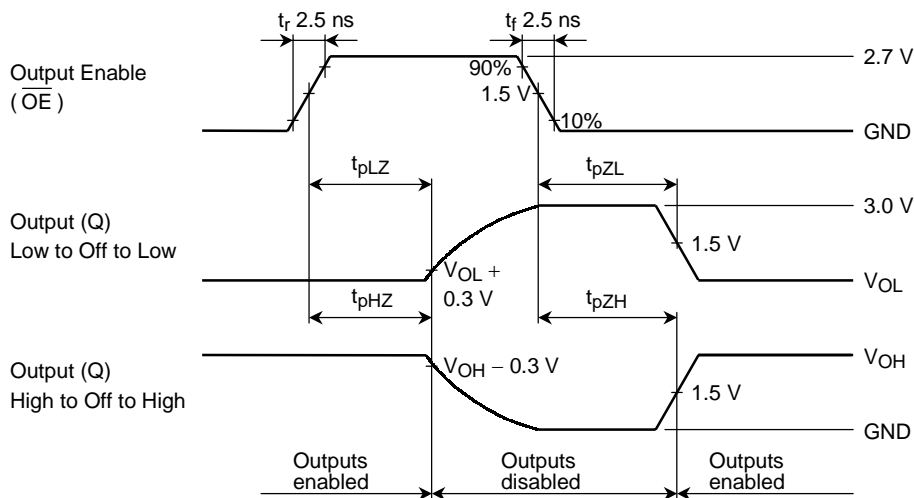 tr 2.5 ns
tf 2.5 ns
Output Enable
(OE)
90%
1.5 V
10%
2.7 V
GND
tpLZ
tpZL
Output (Q)
Low to Off to Low
3.0 V
1.5 V
VOL +
0.3 V
VOL
tpHZ
tpZH
Output (Q)
High to Off to High
VOH − 0.3 V
VOH
1.5 V
GND
Outputs
enabled
Outputs
disabled
Outputs
enabled